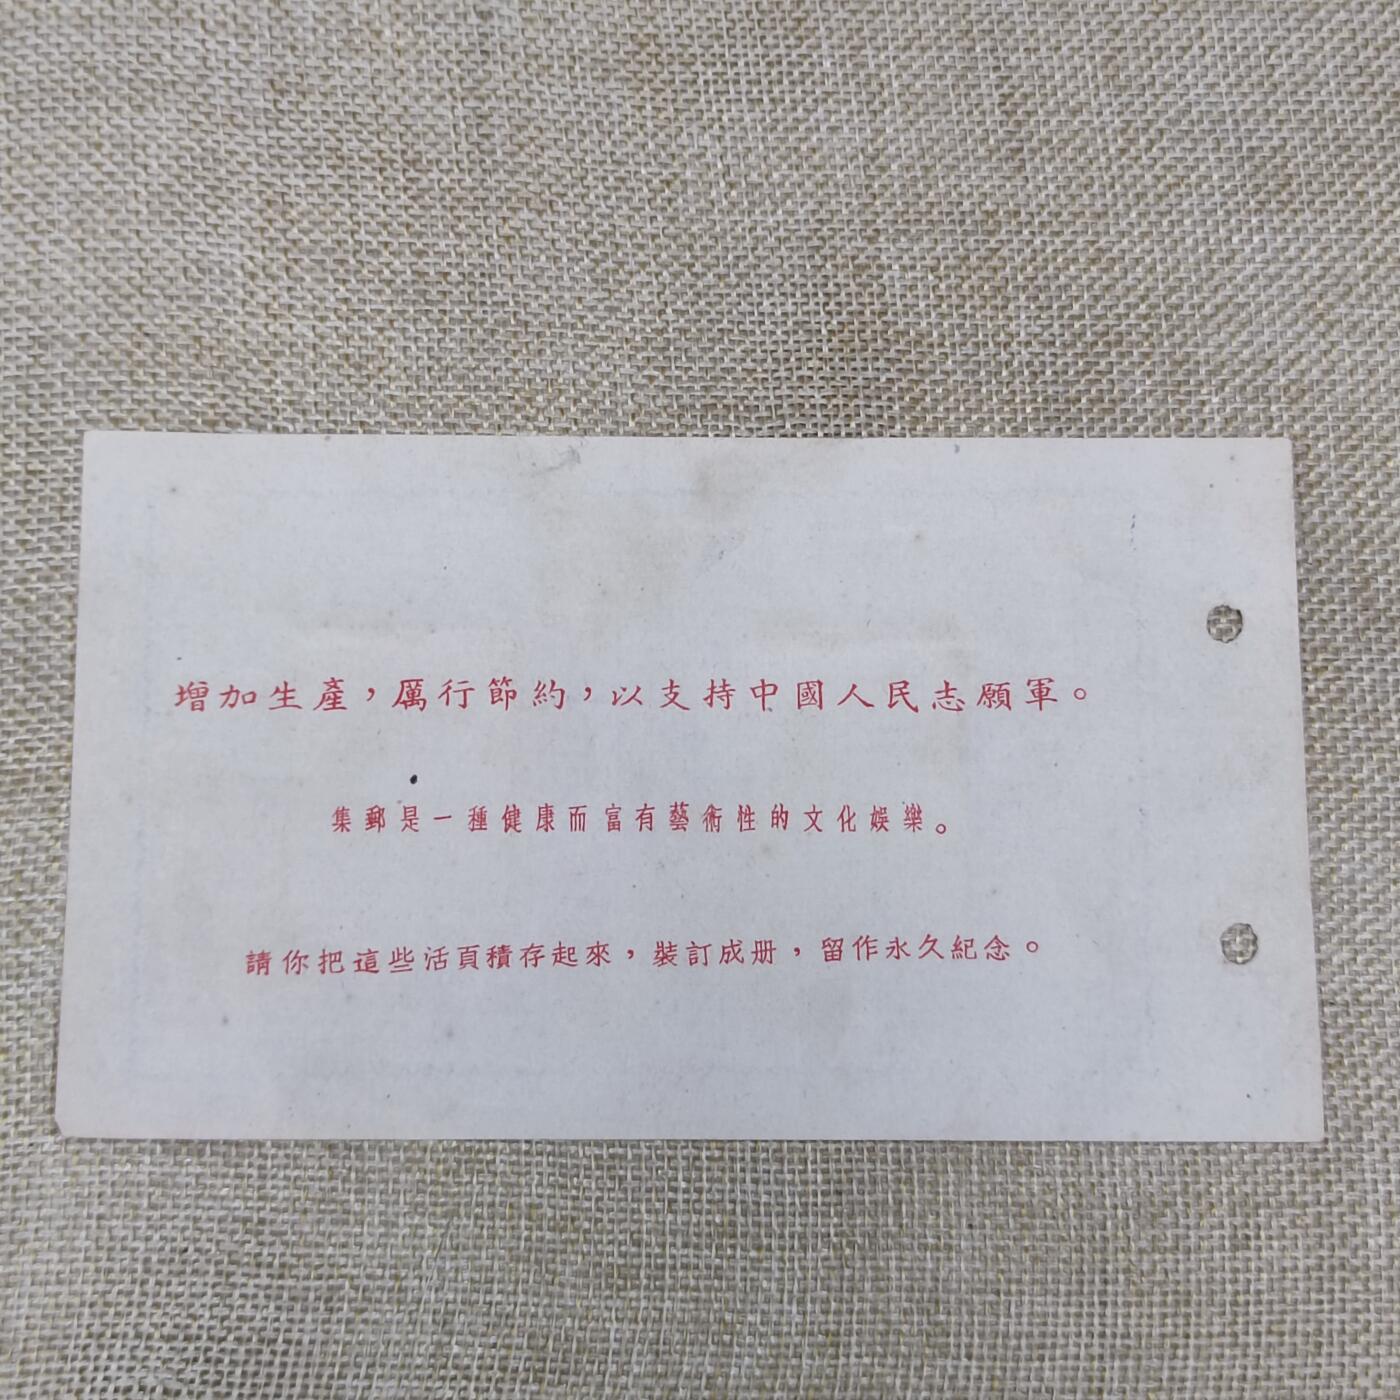 增加生產，厲行節約，以支持中國人民志願軍。
集郵是一種健康而富有藝術性的文化娛樂。
請你把這些活頁積存起來，裝訂成册，留作永久紀念。